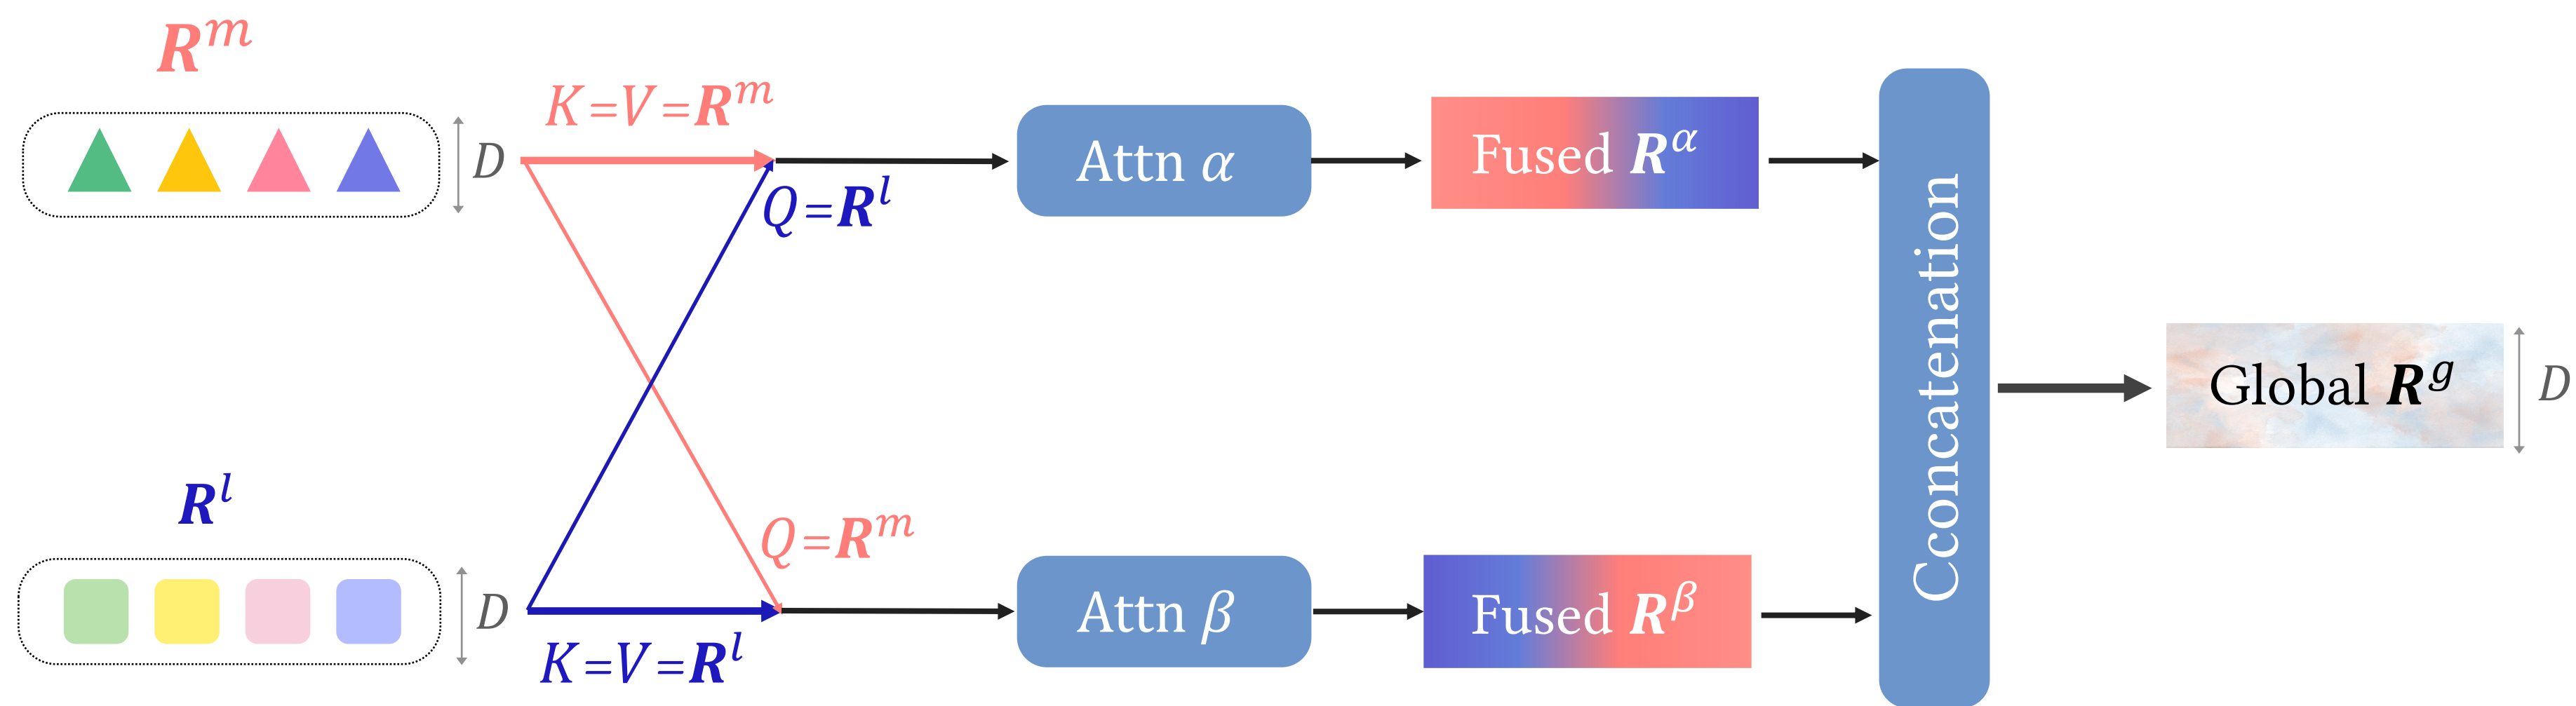 R^m
K=V=R^m
D
Q=R^l
Attn α
Fused R^α
Cconcatenation
Global R^g
D
R^l
Q=R^m
D
K=V=R^l
Attn β
Fused R^β